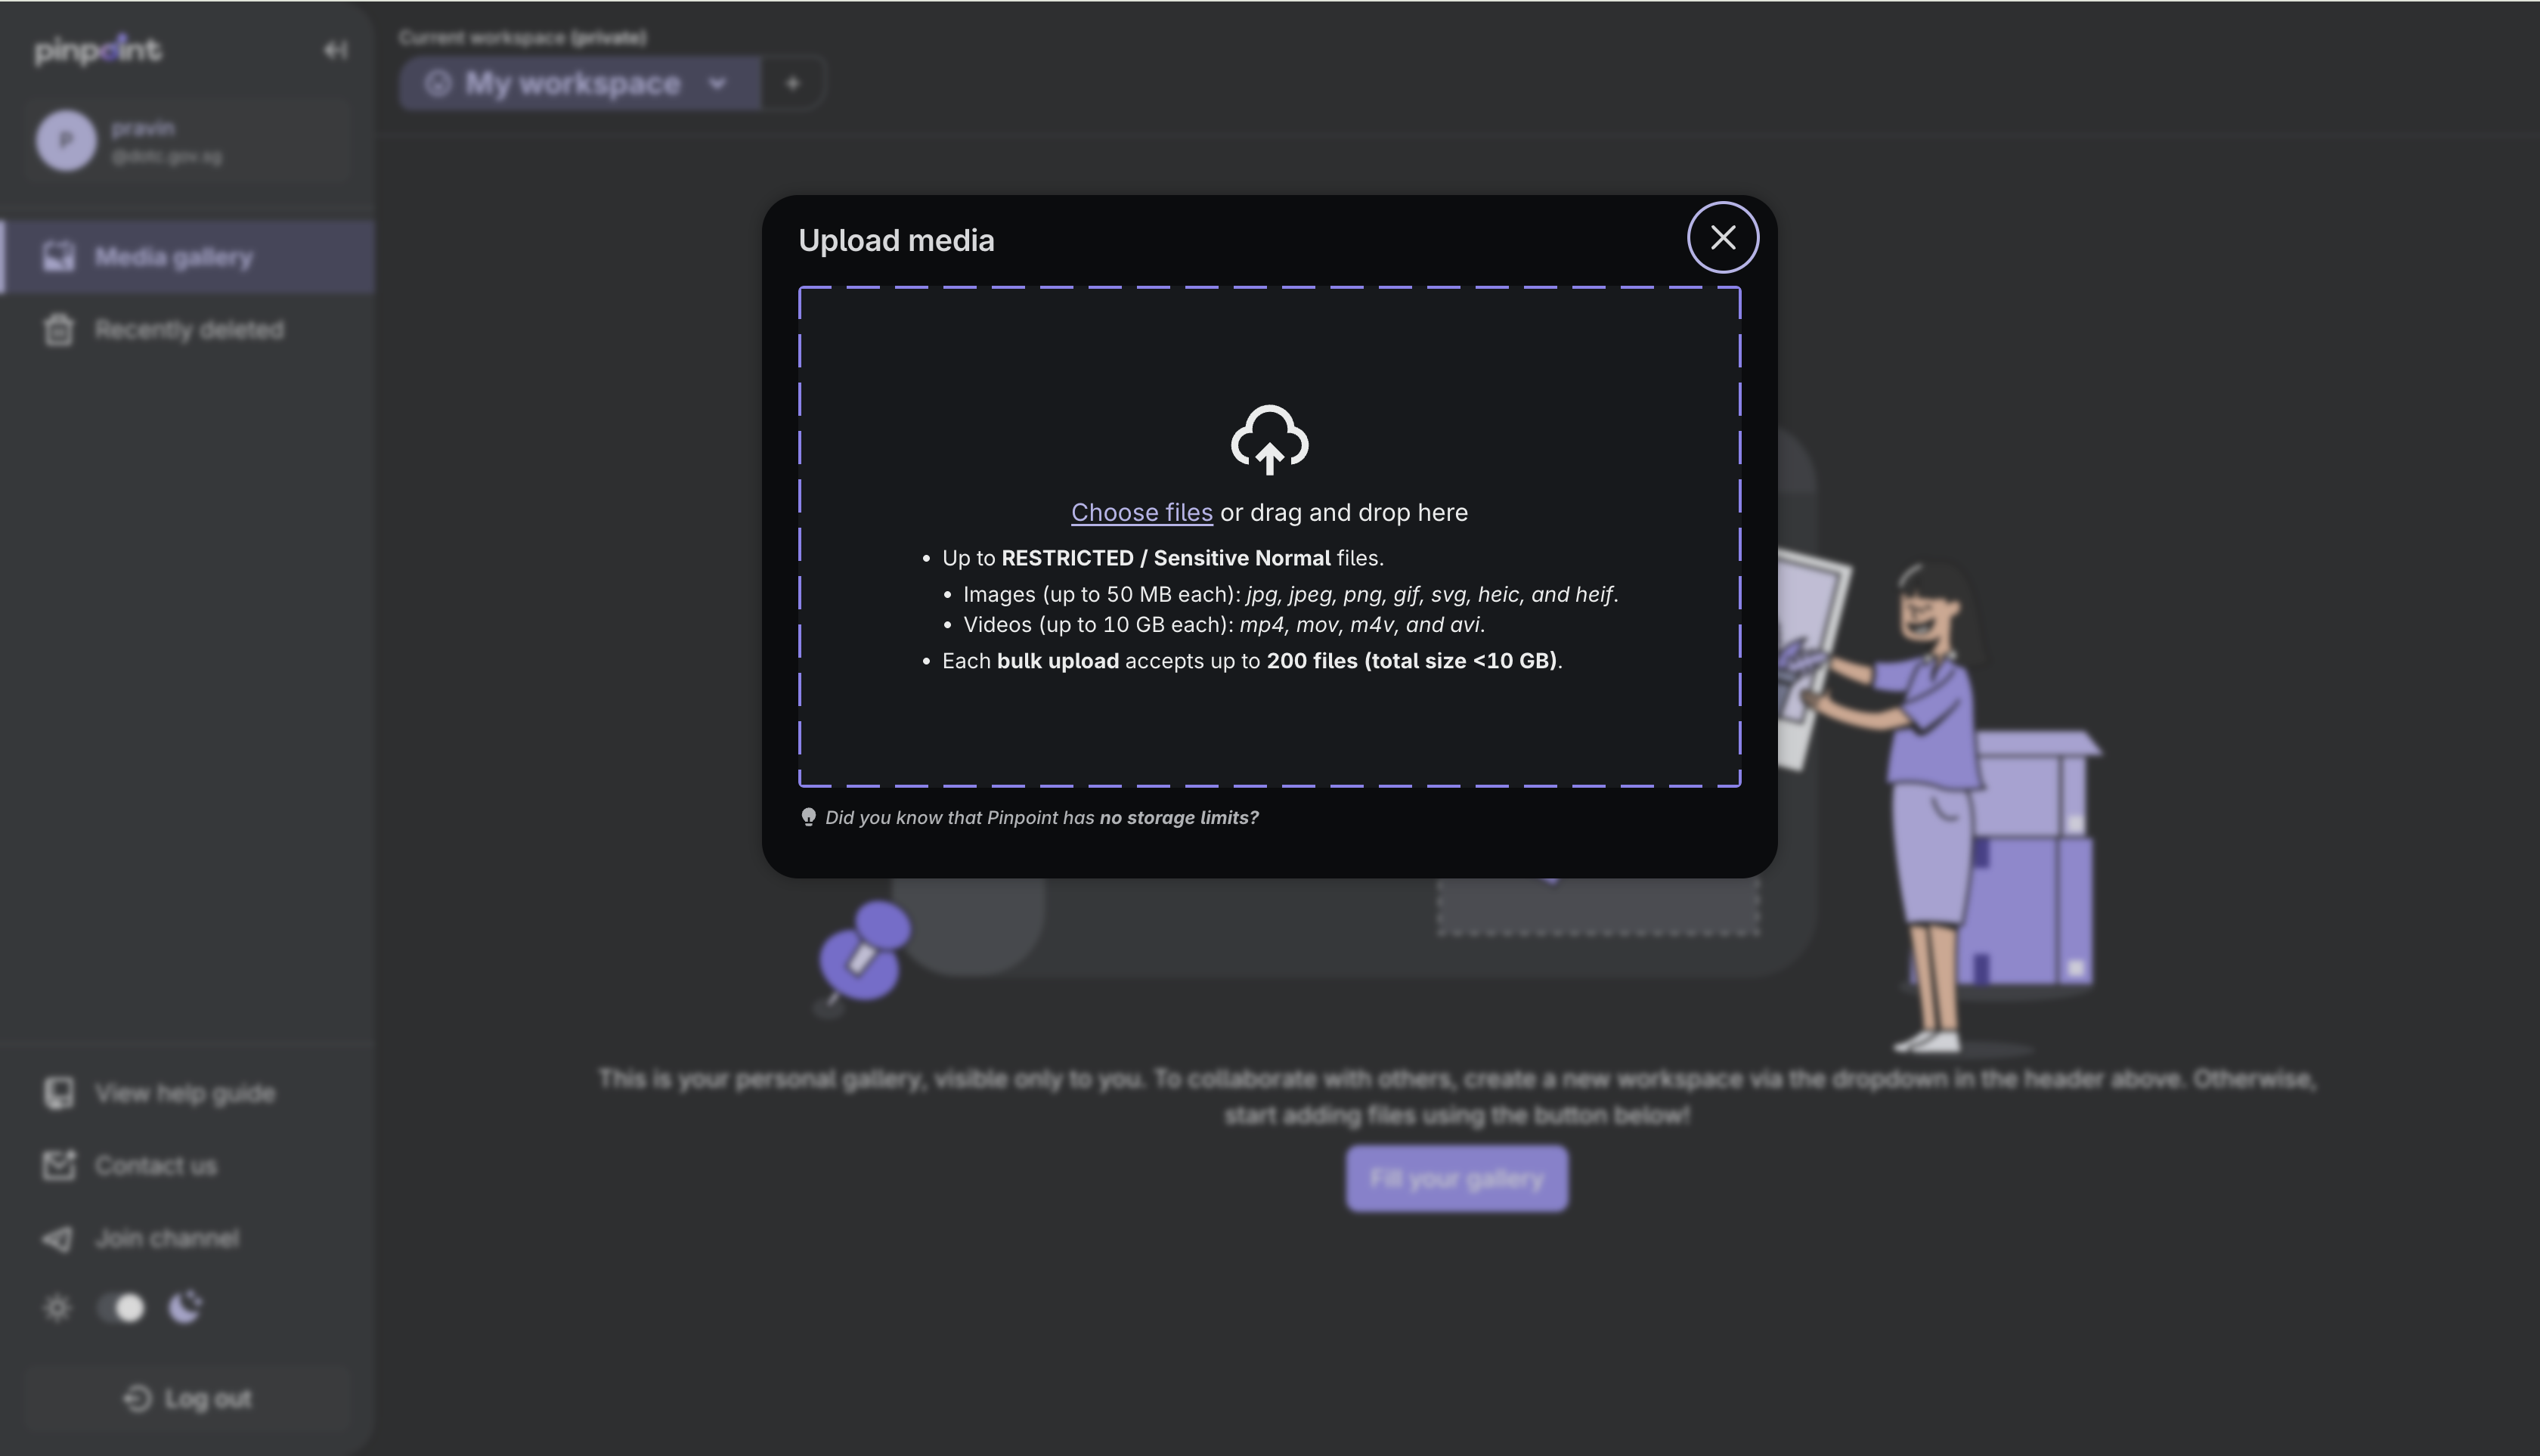 pinpoint
Current workspace (private)
My workspace
+
P
pravin
@dstc.gov.sg
Media gallery
Recently deleted
Upload media
Choose files or drag and drop here
• Up to RESTRICTED / Sensitive Normal files.
• Images (up to 50 MB each): jpg, jpeg, png, gif, svg, heic, and heif.
• Videos (up to 10 GB each): mp4, mov, m4v, and avi.
• Each bulk upload accepts up to 200 files (total size <10 GB).
Did you know that Pinpoint has no storage limits?
This is your personal gallery, visible only to you. To collaborate with others, create a new workspace via the dropdown in the header above. Otherwise,
start adding files using the button below!
Fill your gallery
View help guide
Contact us
Join channel
Log out